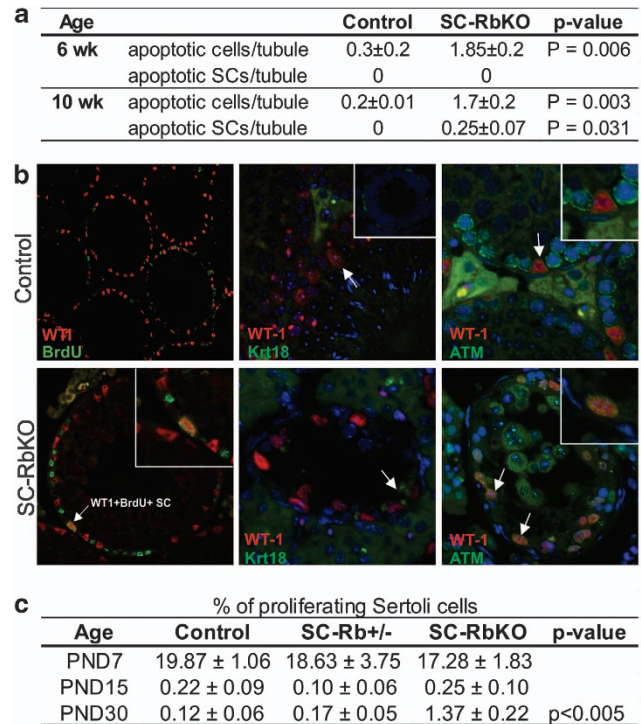 a
Age Control SC-RbKO p-value
6 wk apoptotic cells/tubule 0.3±0.2 1.85±0.2 P = 0.006
apoptotic SCs/tubule 0 0
10 wk apoptotic cells/tubule 0.2±0.01 1.7±0.2 P = 0.003
apoptotic SCs/tubule 0 0.25±0.07 P = 0.031
b
Control
WT1
BrdU
WT-1
Krt18
WT-1
ATM
SC-RbKO
WT1+BrdU+ SC
WT1
BrdU
WT-1
Krt18
WT-1
ATM
c
% of proliferating Sertoli cells
Age Control SC-Rb+/- SC-RbKO p-value
PND7 19.87 ± 1.06 18.63 ± 3.75 17.28 ± 1.83
PND15 0.22 ± 0.09 0.10 ± 0.06 0.25 ± 0.10
PND30 0.12 ± 0.06 0.17 ± 0.05 1.37 ± 0.22 p<0.005